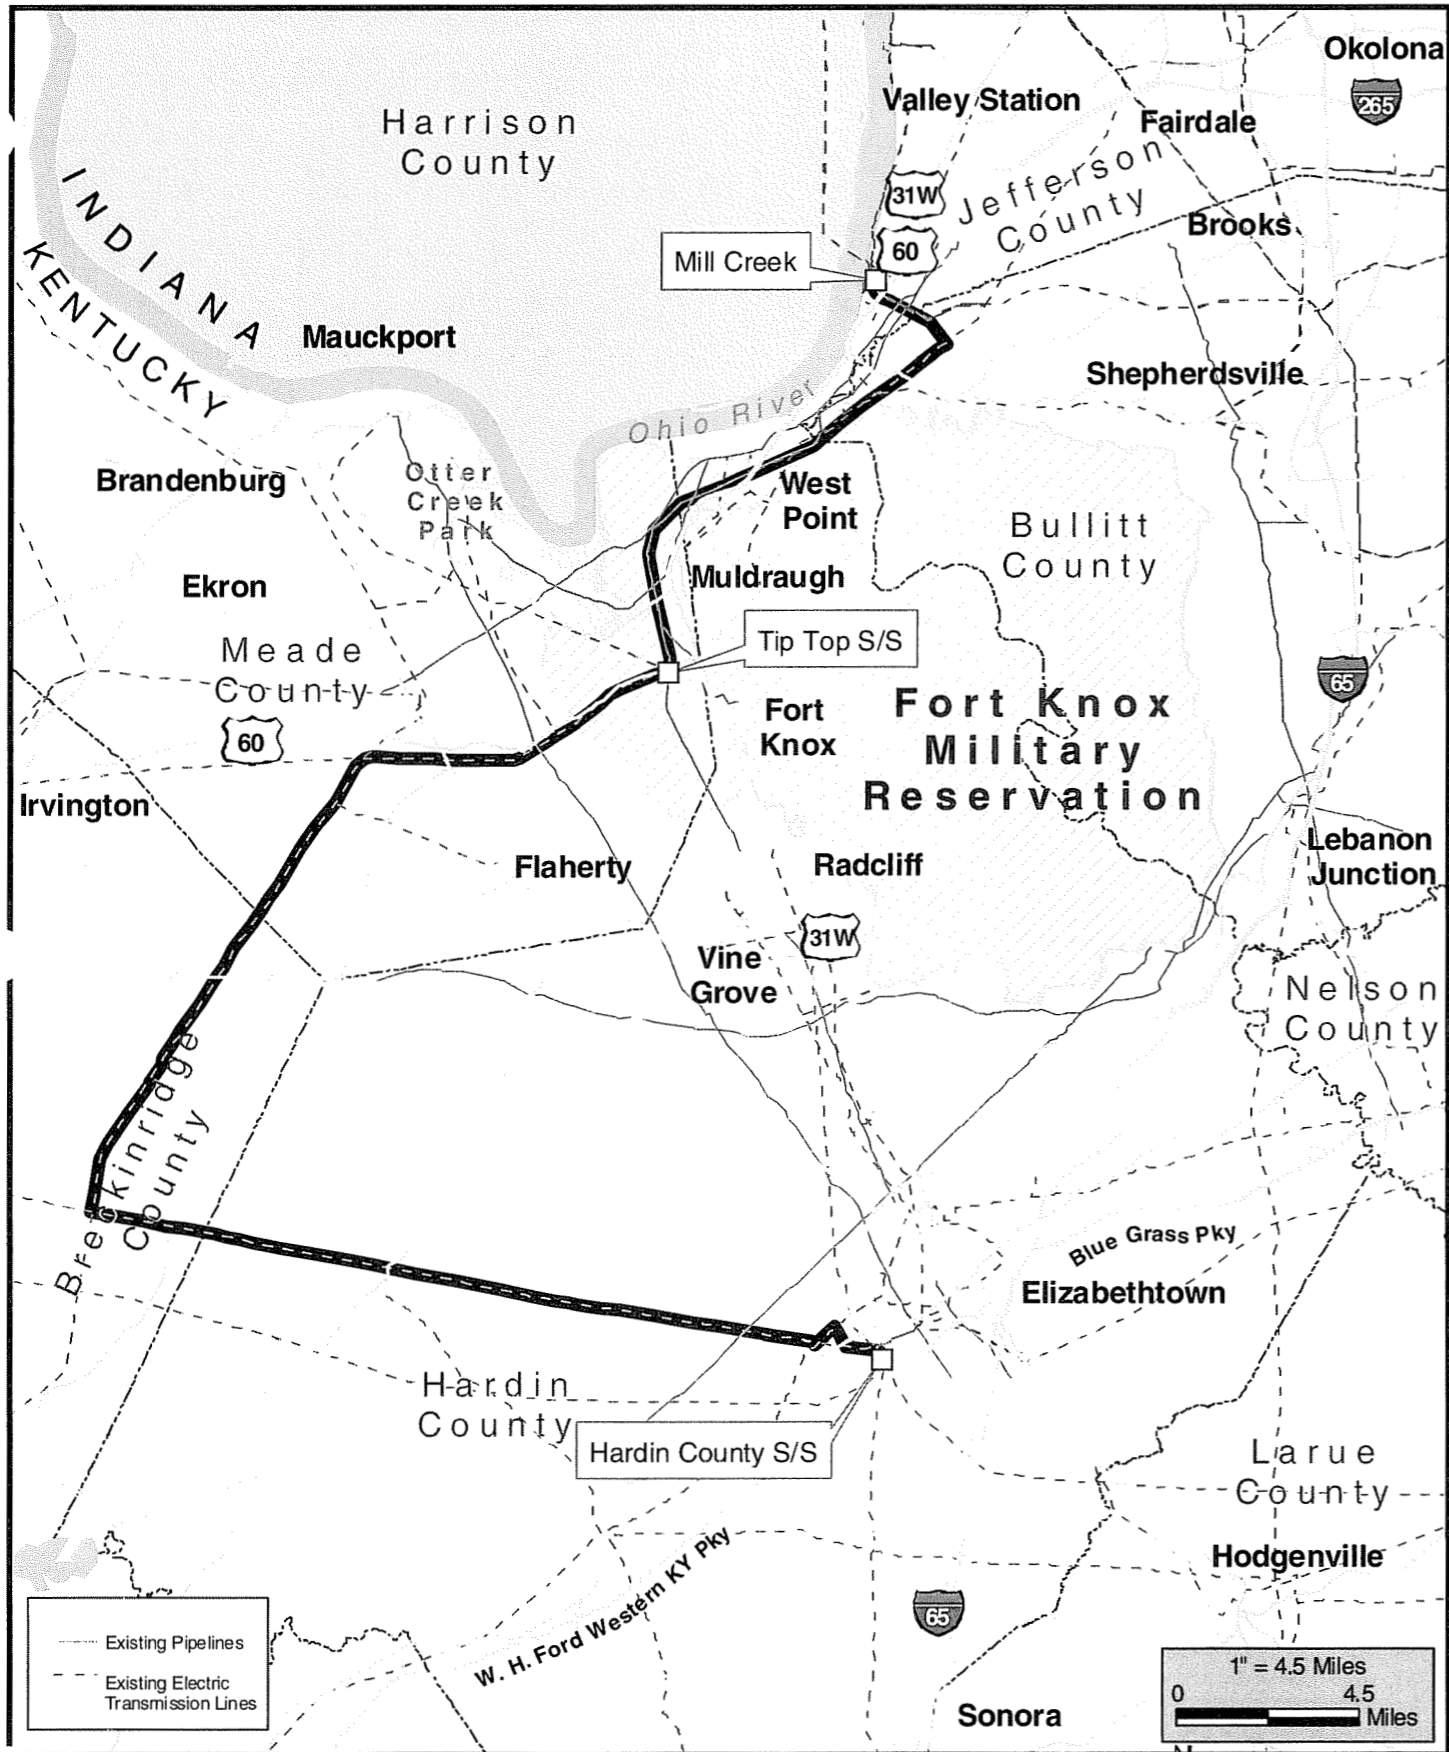 Okolona
265
Valley Station
Fairdale
Harrison
County
INDIANA
KENTUCKY
31W
Jefferson
County
Brooks
60
Mill Creek
Mauckport
Shepherdsville
Ohio River
Brandenburg
Otter
Creek
Park
West
Point
Bullitt
County
Ekron
Muldraugh
Meade
County
Tip Top S/S
65
60
Fort
Knox
Fort Knox
Military
Reservation
Irvington
Flaherty
Radcliff
Lebanon
Junction
31W
Vine
Grove
Nelson
County
Breckinridge
County
Blue Grass Pky
Elizabethtown
Hardin
County
Hardin County S/S
Larue
County
Hodgenville
W. H. Ford Western KY Pky
65
Existing Pipelines
Existing Electric
Transmission Lines
1" = 4.5 Miles
0 4.5
Miles
Sonora